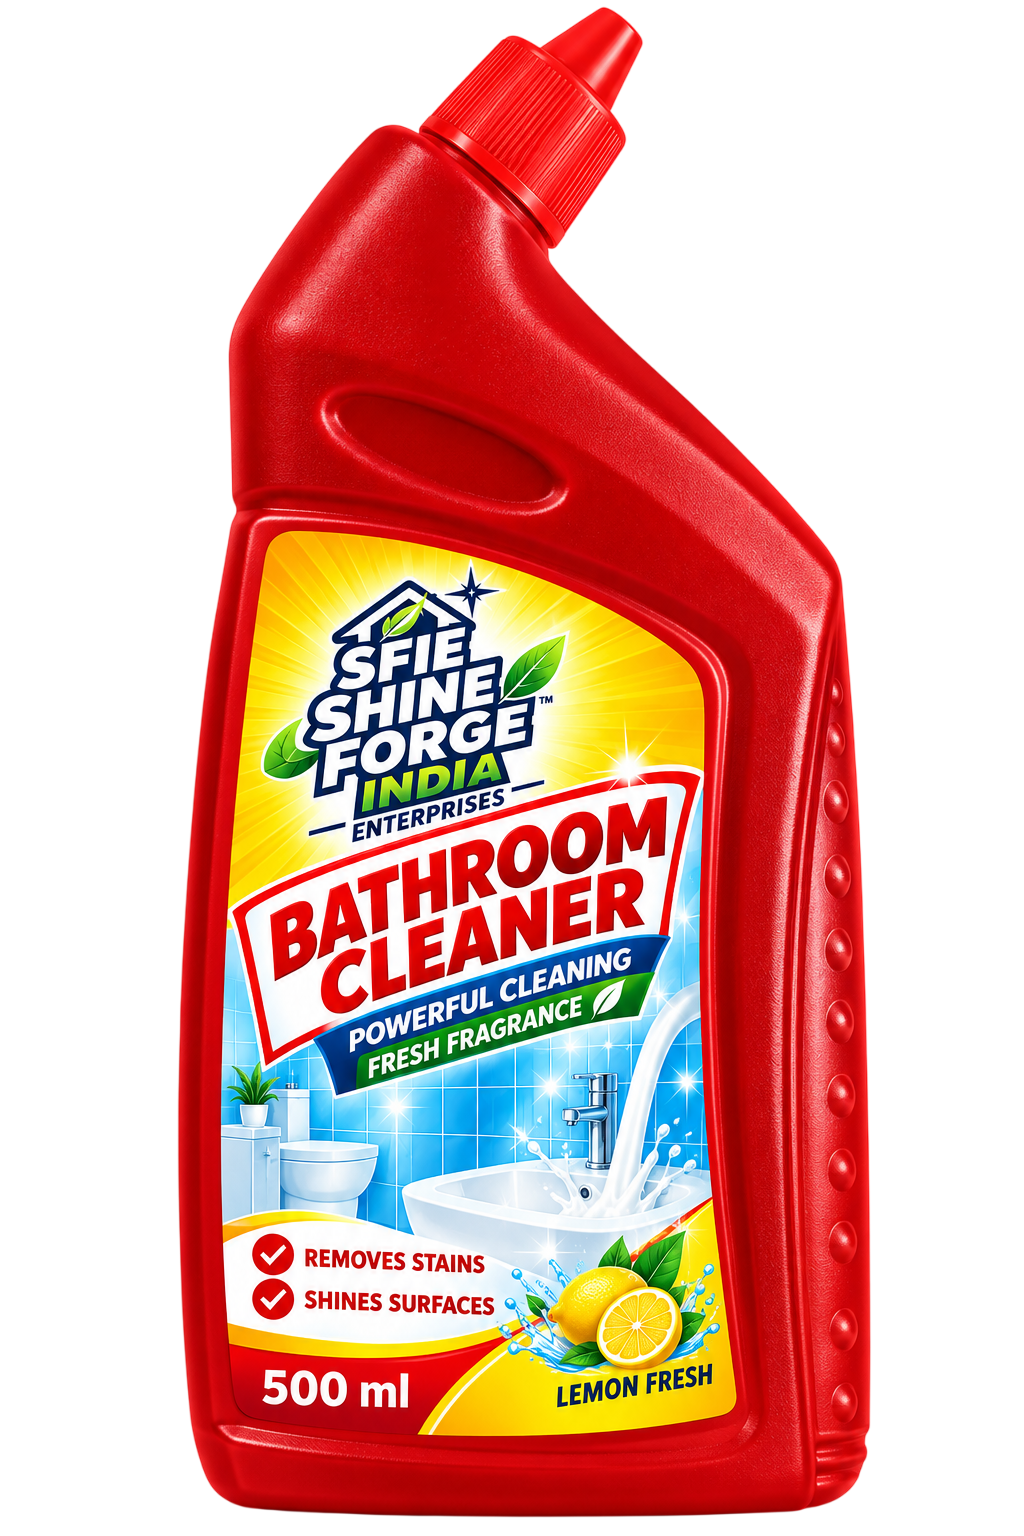 SFIE
SHINE
FORGE™
INDIA
ENTERPRISES
BATHROOM
CLEANER
POWERFUL CLEANING
FRESH FRAGRANCE
REMOVES STAINS
SHINES SURFACES
500 ml
LEMON FRESH